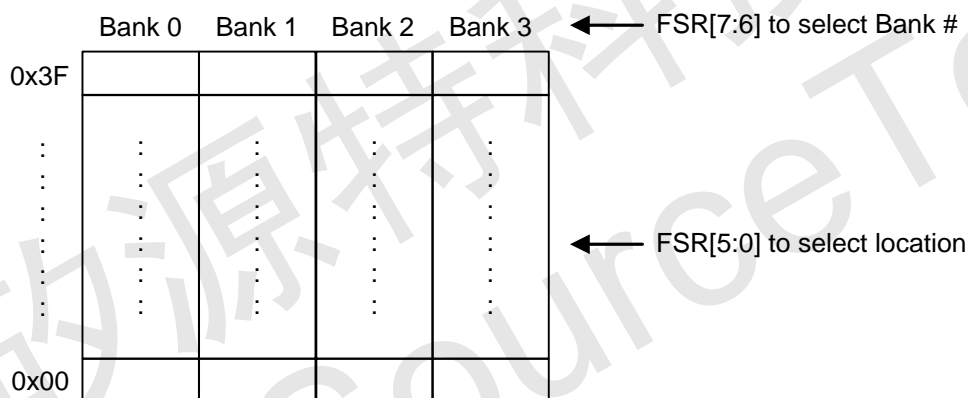 Bank 0 Bank 1 Bank 2 Bank 3 FSR[7:6] to select Bank #
0x3F
FSR[5:0] to select location
0x00